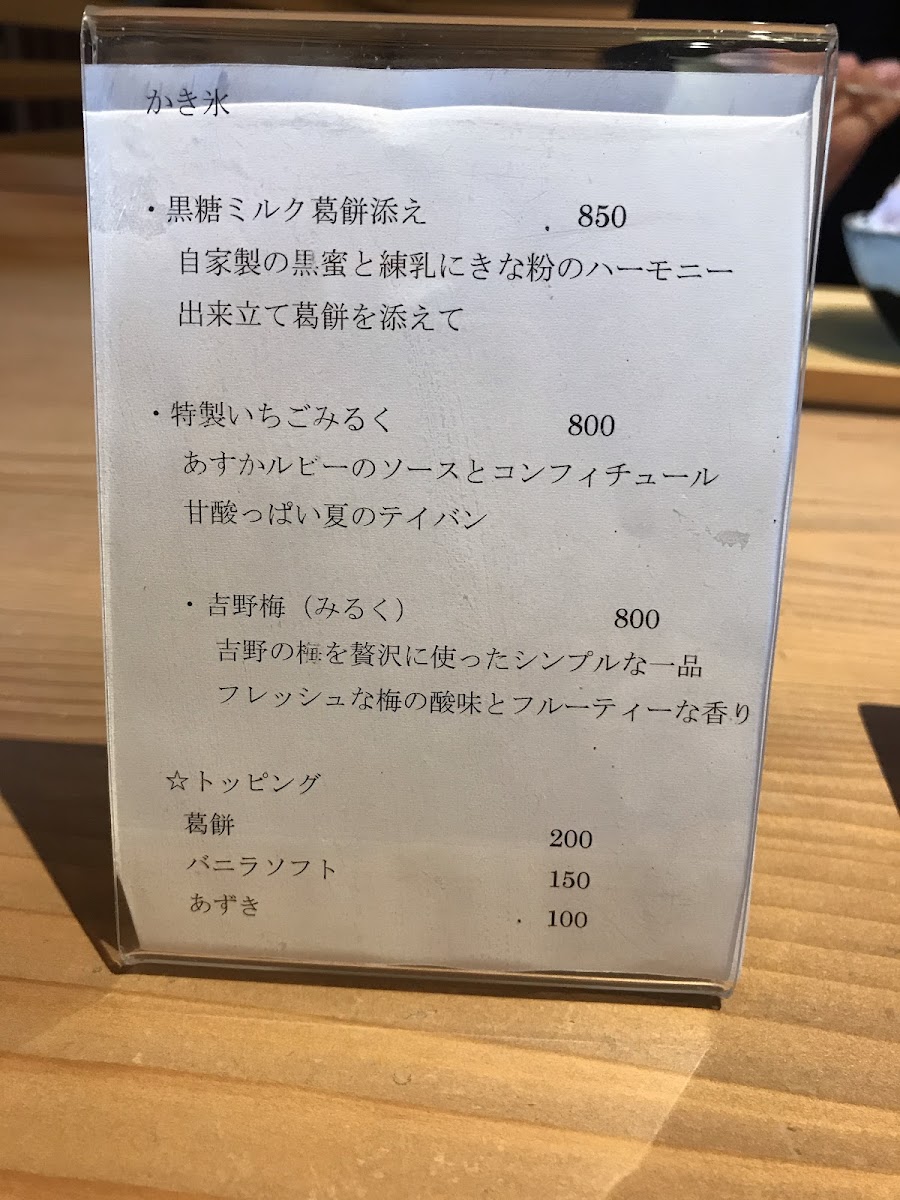 かき氷
・黒糖ミルク葛餅添え 850
自家製の黒蜜と練乳にきな粉のハーモニー
出来立て葛餅を添えて
・特製いちごみるく 800
あすかルビーのソースとコンフィチュール
甘酸っぱい夏のテイバン
・吉野梅（みるく） 800
吉野の梅を贅沢に使ったシンプルな一品
フレッシュな梅の酸味とフルーティーな香り
☆トッピング
葛餅 200
バニラソフト 150
あずき 100